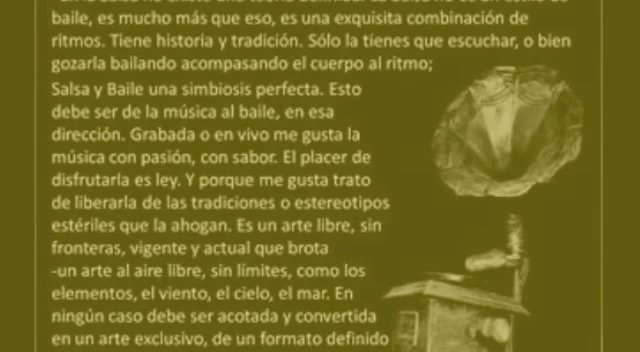 baile, es mucho más que eso, es una exquisita combinación de
ritmos. Tiene historia y tradición. Sólo la tienes que escuchar, o bien
gozarla bailando acompasando el cuerpo al ritmo;
Salsa y Baile una simbiosis perfecta. Esto
debe ser de la música al baile, en esa
dirección. Grabada o en vivo me gusta la
música con pasión, con sabor. El placer de
disfrutarla es ley. Y porque me gusta trato
de liberarla de las tradiciones o estereotipos
estériles que la ahogan. Es un arte libre, sin
fronteras, vigente y actual que brota
-un arte al aire libre, sin límites, como los
elementos, el viento, el cielo, el mar. En
ningún caso debe ser acotada y convertida
en un arte exclusivo, de un formato definido